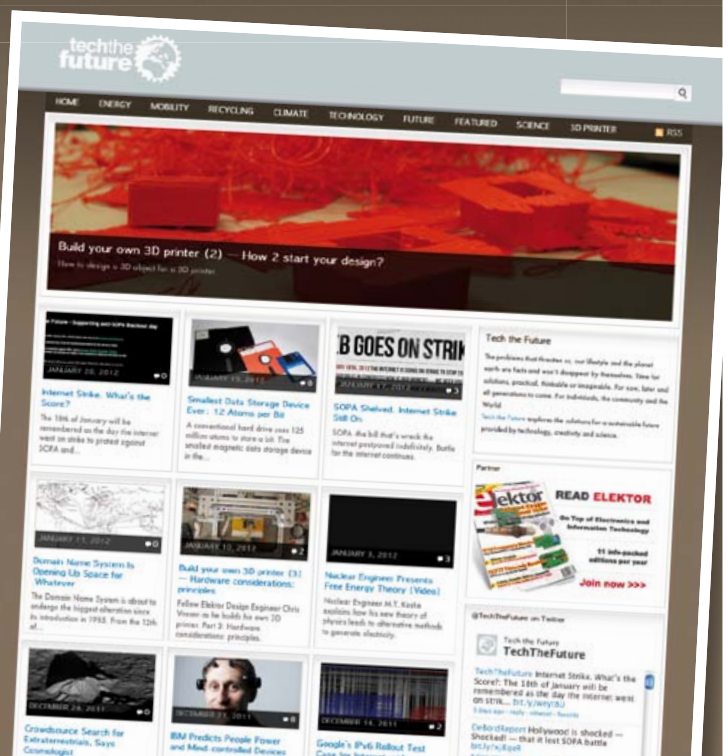 techthe
future
HOME ENERGY MOBILITY RECYCLING CLIMATE TECHNOLOGY FUTURE FEATURED SCIENCE 3D PRINTER RSS
Build your own 3D printer (2) — How 2 start your design?
How to design a 3D object for a 3D printer
JANUARY 20, 2012 0
Internet Strike. What's the
Score?
The 18th of January will be
remembered as the day the internet
went on strike to protest against
SOPA and...
JANUARY 19, 2012 0
Smallest Data Storage Device
Ever: 12 Atoms per Bit
A conventional hard drive uses 125
million atoms to store a bit. The
smallest magnetic data storage device
in the...
B GOES ON STRIK
JANUARY 17, 2012 3
SOPA Shelved. Internet Strike
Still On
SOPA, the bill that's wreck the
internet postponed indefinitely. Battle
for the internet continues.
Tech the Future
The problems that threaten us, our lifestyle and the planet
earth are facts and won't disappear by themselves. Time for
solutions, practical, thinkable or imaginable. For now, later and
all generations to come. For individuals, the community and the
World.
Tech the Future explores the solutions for a sustainable future
provided by technology, creativity and science.
JANUARY 11, 2012 0
Domain Name System Is
Opening Up Space for
Whatever
The Domain Name System is about to
undergo the biggest alteration since
its introduction in 1985. From the 12th
of...
JANUARY 10, 2012 2
Build your own 3D printer (3)
— Hardware considerations:
principles
Follow Elektor Design Engineer Chris
Vossen as he builds his own 3D
printer. Part 3: Hardware
considerations: principles.
JANUARY 3, 2012 3
Nuclear Engineer Presents
Free Energy Theory [Video]
Nuclear Engineer M.T. Keshe
explains how his new theory of
physics leads to alternative methods
to generate electricity.
Partner
elektor
READ ELEKTOR
On Top of Electronics and
Information Technology
11 info-packed
editions per year
Join now >>>
@TechTheFuture on Twitter
Tech the Future
TechTheFuture
TechTheFuture Internet Strike. What's the
Score?: The 18th of January will be
remembered as the day the internet went
on strik...
reply · retweet · favorite
Hollywood is shocked —
Shocked! — that it lost SOPA battle
DECEMBER 26, 2011 0
Crowdsource Search for
Extraterrestrials, Says
Cosmologist
DECEMBER 21, 2011
IBM Predicts People Power
and Mind-controlled Devices
DECEMBER 14, 2011 2
Google's IPv6 Rollout Test